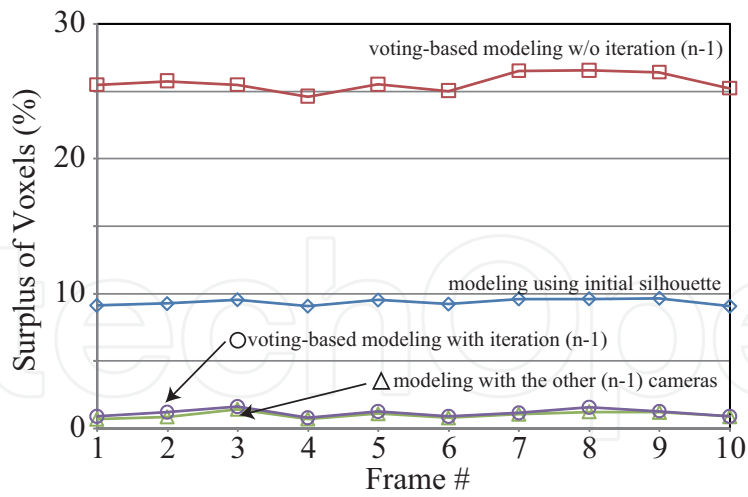 30
voting-based modeling w/o iteration (n-1)
20
Surplus of Voxels (%)
modeling using initial silhouette
10
voting-based modeling with iteration (n-1)
modeling with the other (n-1) cameras
0
1 2 3 4 5 6 7 8 9 10
Frame #